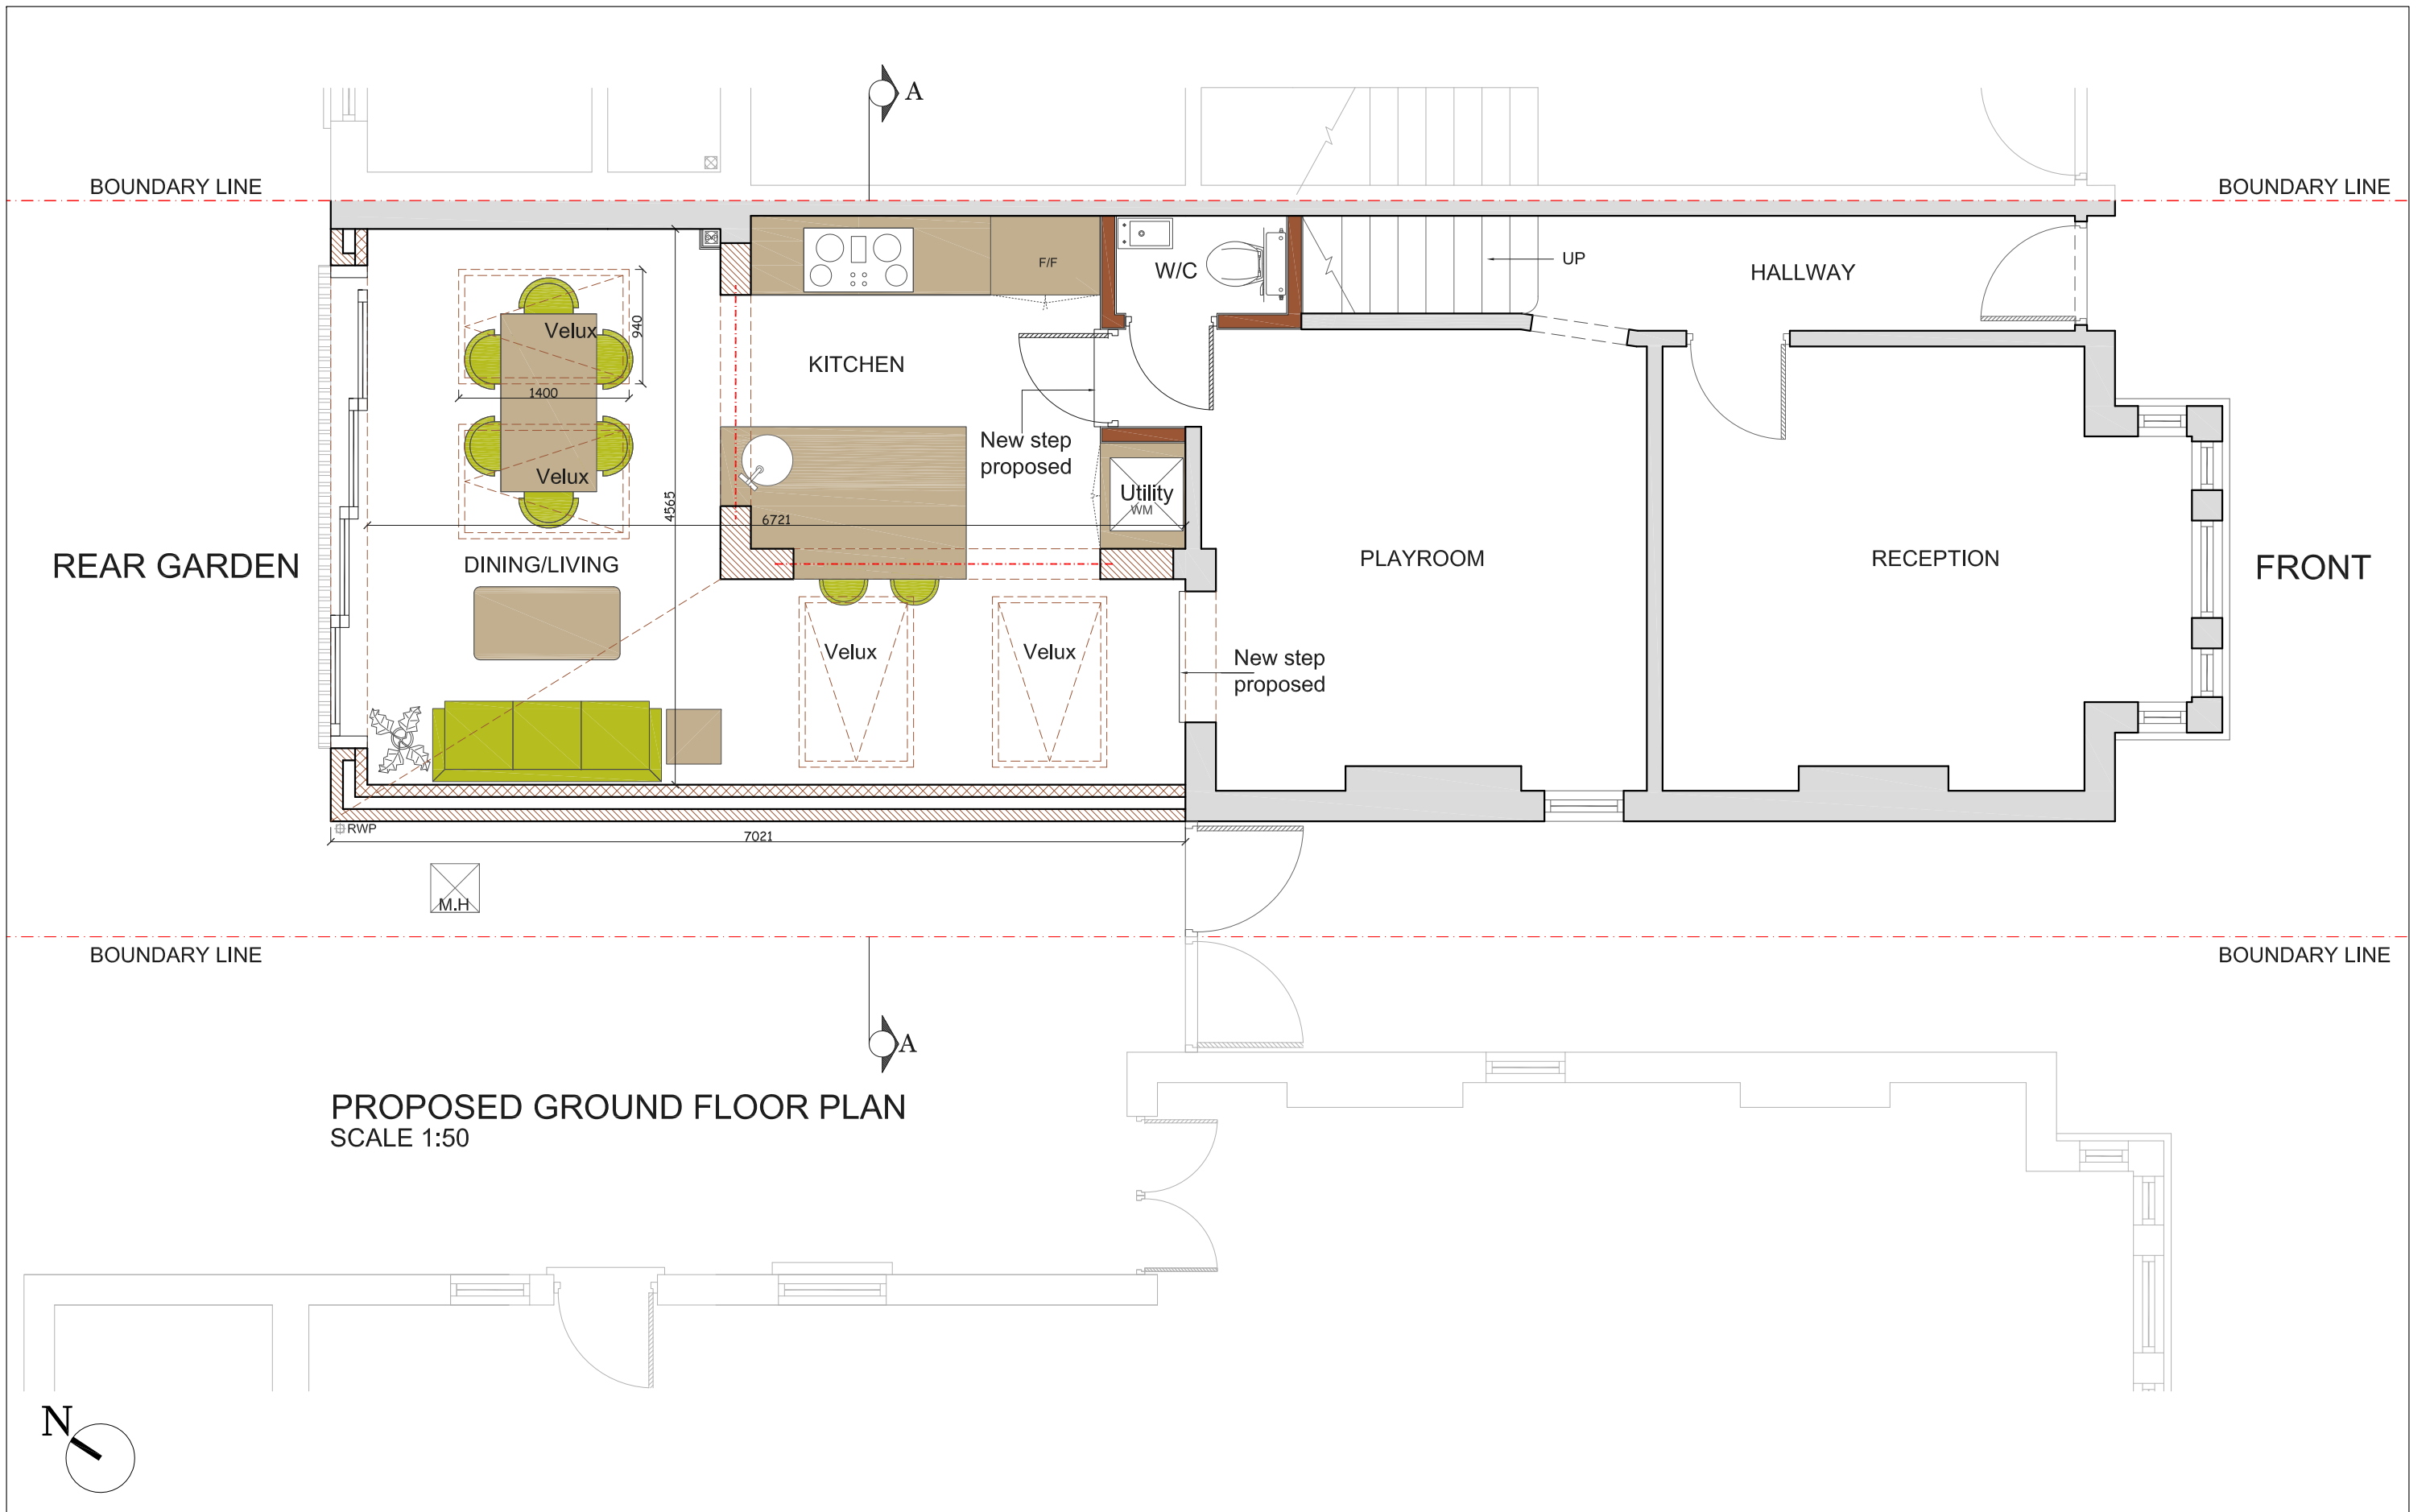 A
BOUNDARY LINE
BOUNDARY LINE
W/C
F/F
UP
HALLWAY
Velux
940
KITCHEN
1400
New step
proposed
Velux
Utility
WM
4565
6721
REAR GARDEN
DINING/LIVING
PLAYROOM
RECEPTION
FRONT
Velux
Velux
New step
proposed
RWP
7021
M.H
BOUNDARY LINE
BOUNDARY LINE
A
PROPOSED GROUND FLOOR PLAN
SCALE 1:50
N